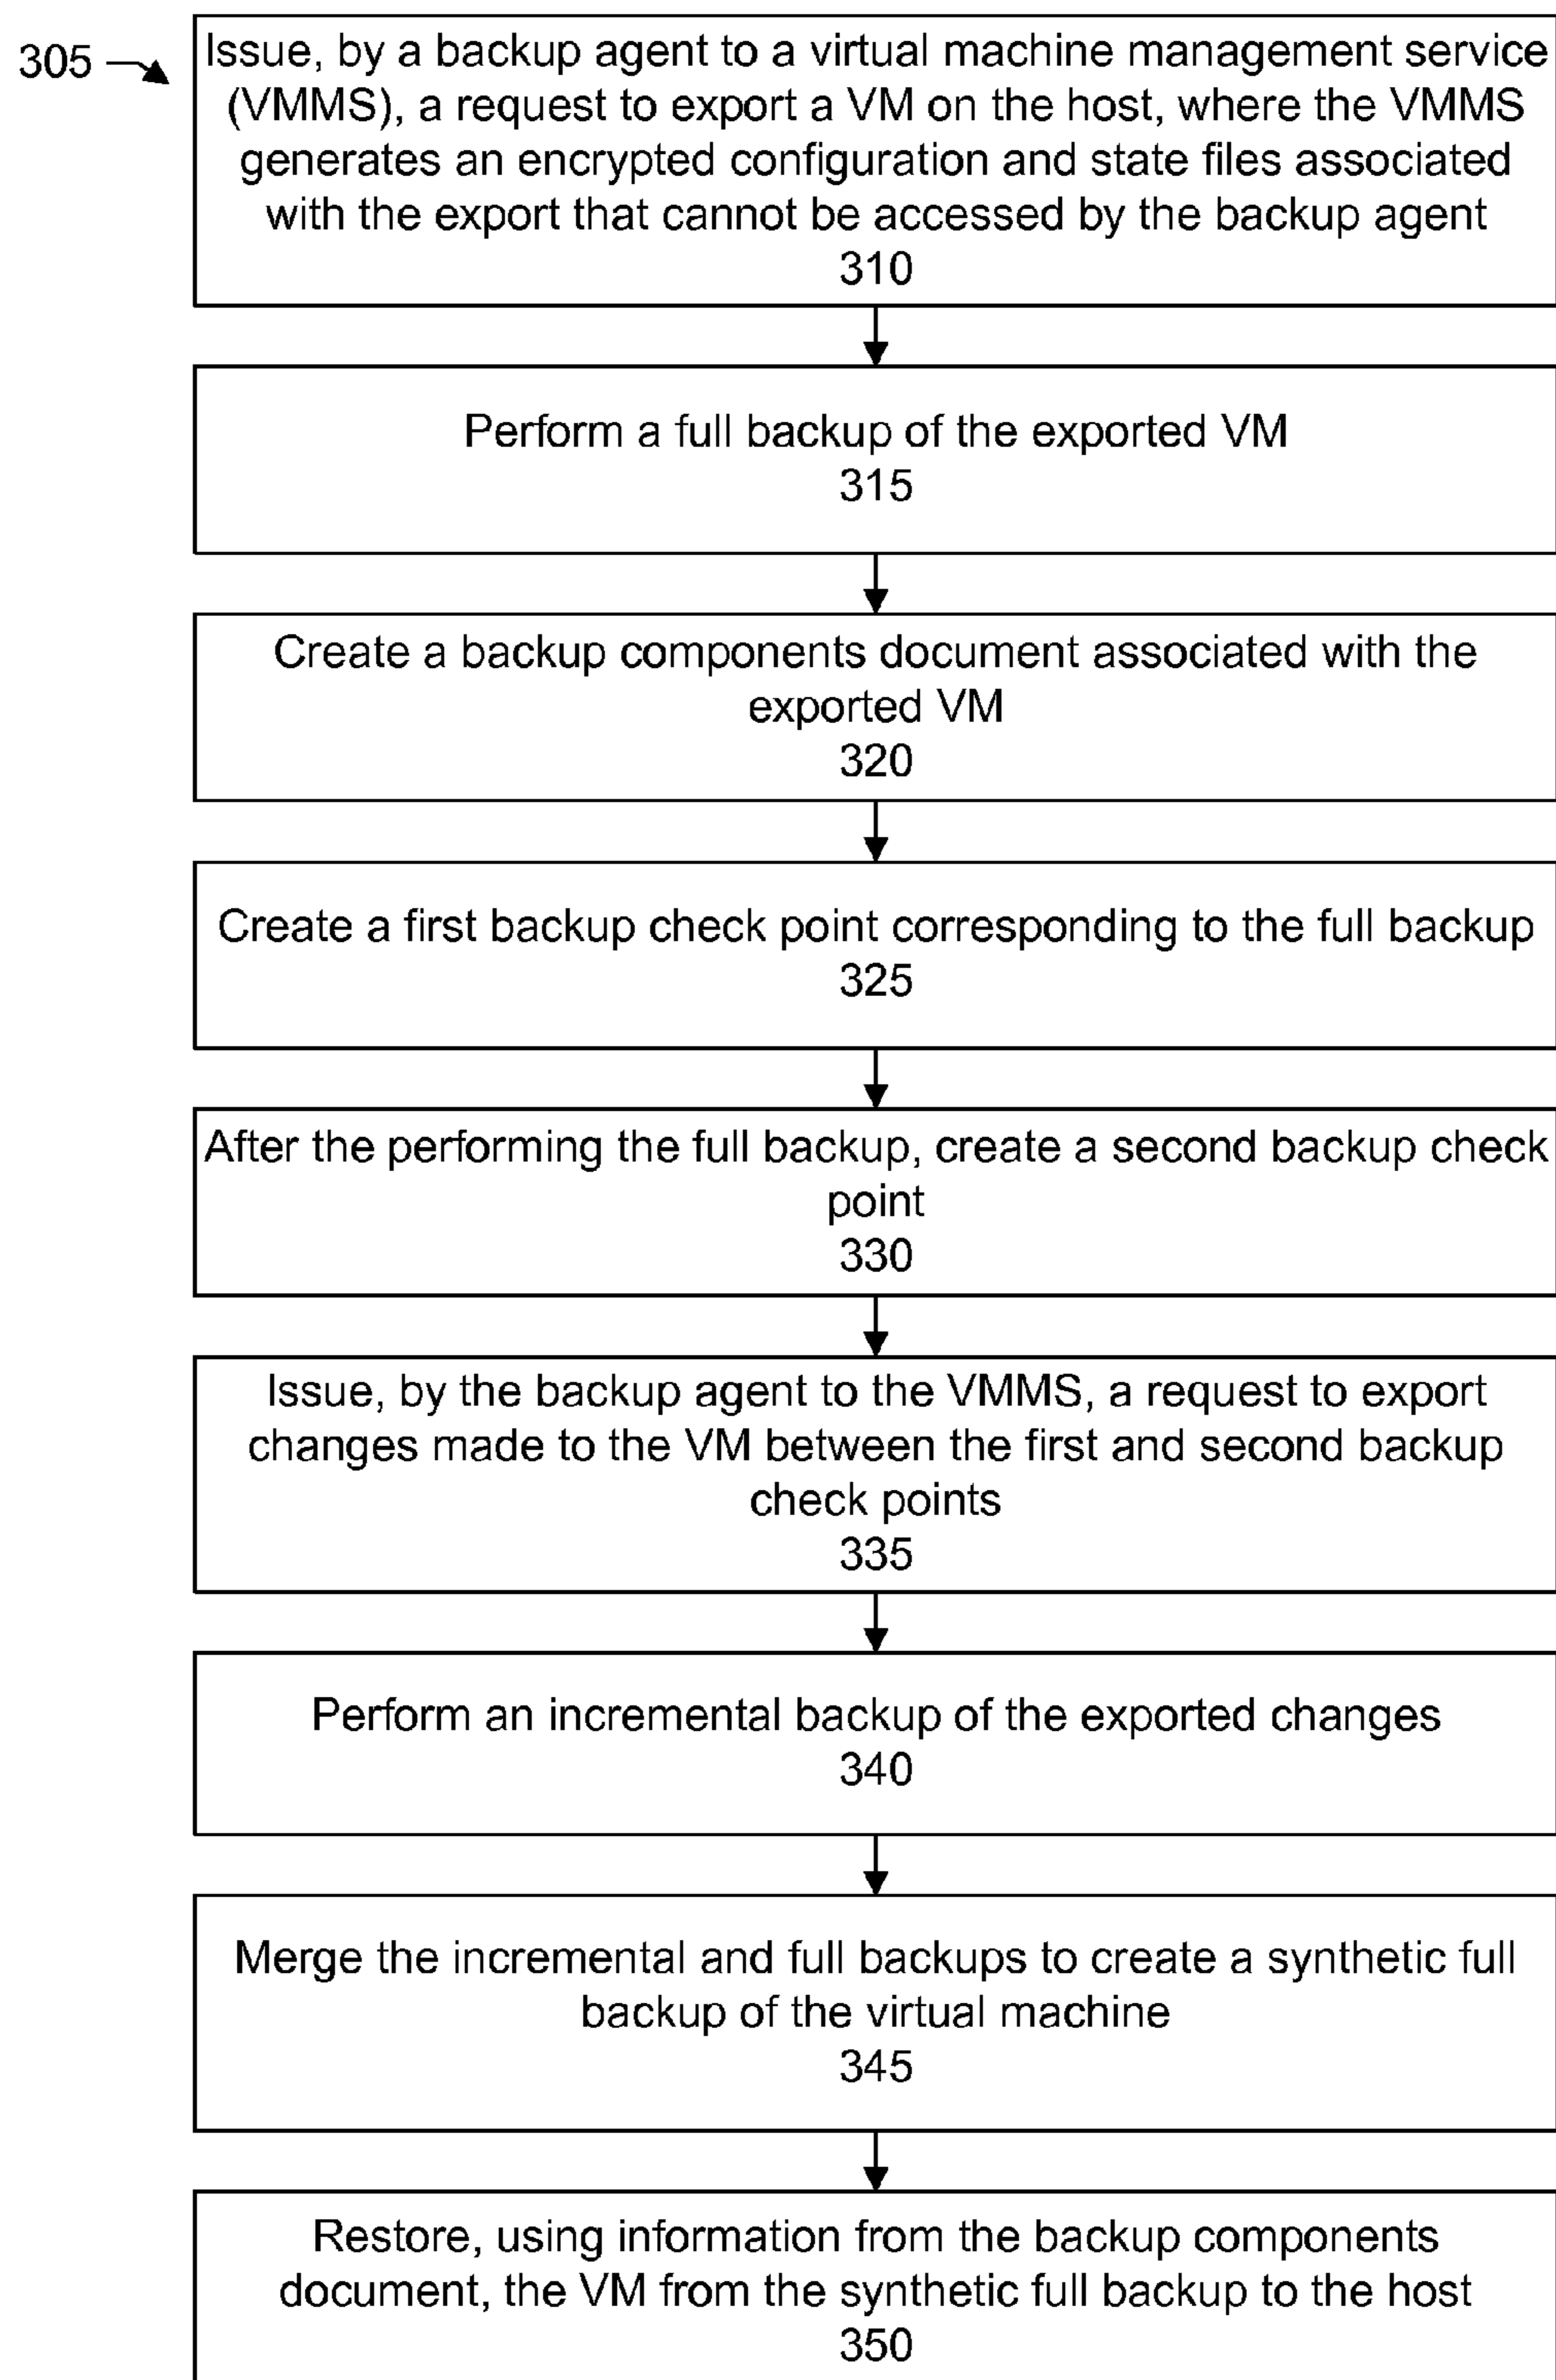 305
Issue, by a backup agent to a virtual machine management service
(VMMS), a request to export a VM on the host, where the VMMS
generates an encrypted configuration and state files associated
with the export that cannot be accessed by the backup agent
310
Perform a full backup of the exported VM
315
Create a backup components document associated with the
exported VM
320
Create a first backup check point corresponding to the full backup
325
After the performing the full backup, create a second backup check
point
330
Issue, by the backup agent to the VMMS, a request to export
changes made to the VM between the first and second backup
check points
335
Perform an incremental backup of the exported changes
340
Merge the incremental and full backups to create a synthetic full
backup of the virtual machine
345
Restore, using information from the backup components
document, the VM from the synthetic full backup to the host
350